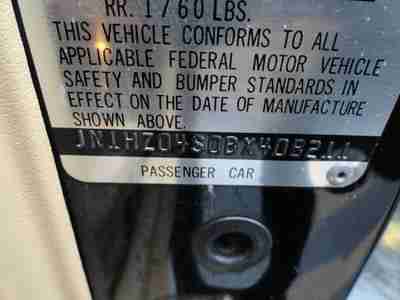 RR. 1760 LBS.
THIS VEHICLE CONFORMS TO ALL
APPLICABLE FEDERAL MOTOR VEHICLE
SAFETY AND BUMPER STANDARDS IN
EFFECT ON THE DATE OF MANUFACTURE
SHOWN ABOVE.
JN1HZ04S0BX409211
PASSENGER CAR